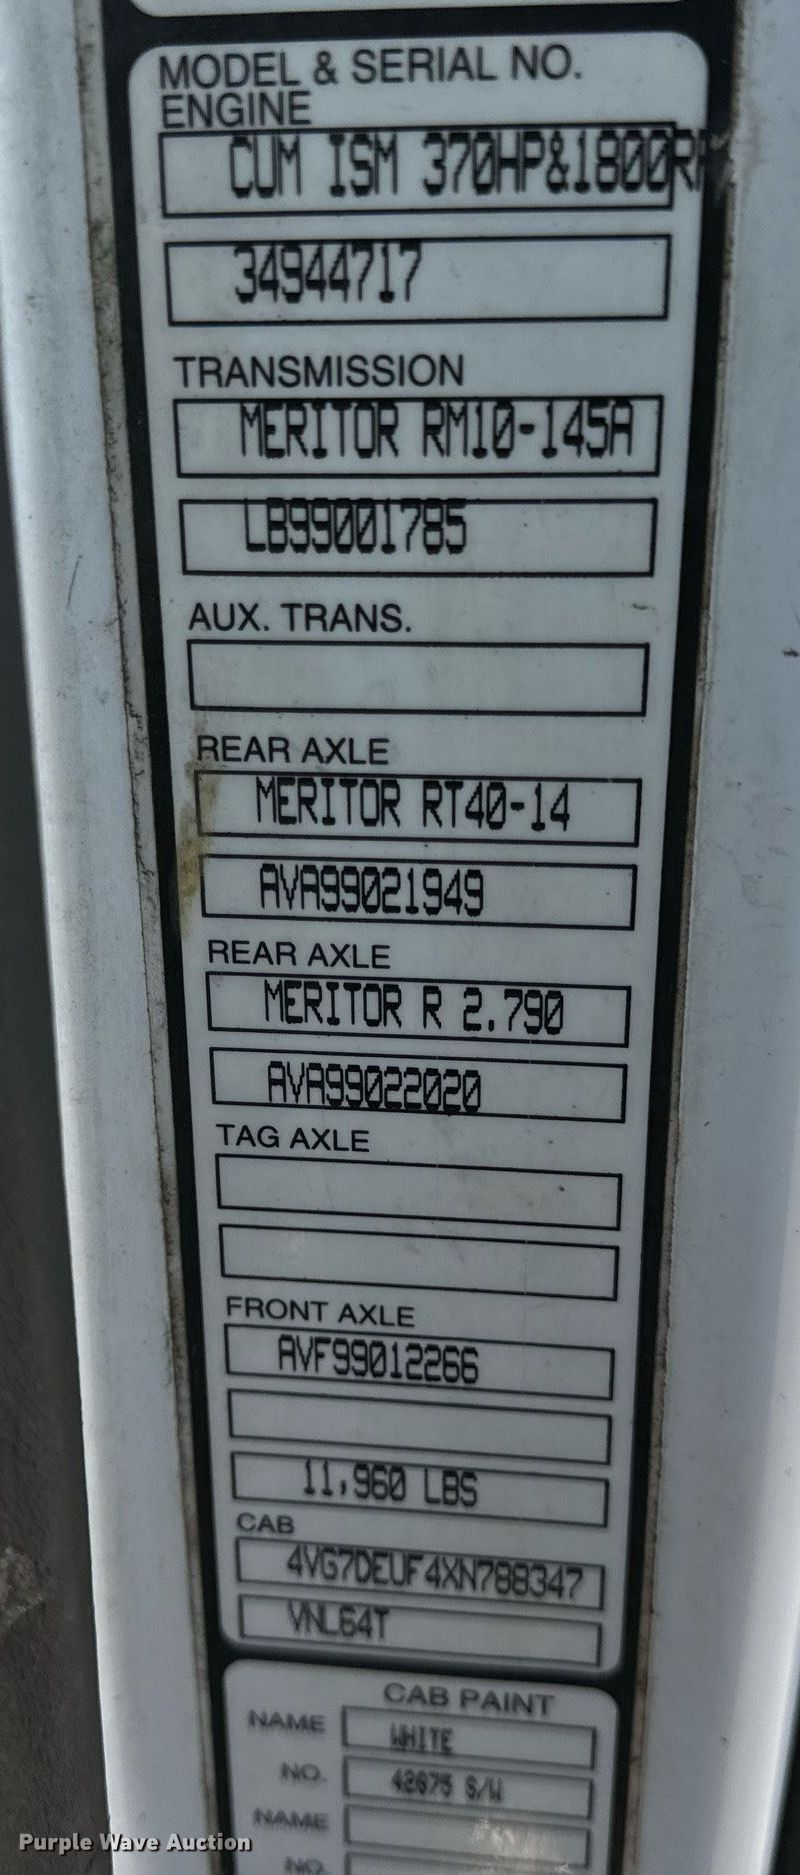 MODEL & SERIAL NO.
ENGINE
CUM ISM 370HP&1800RP
34944717
TRANSMISSION
MERITOR RM10-145A
LB99001785
AUX. TRANS.
REAR AXLE
MERITOR RT40-14
AVA99021949
REAR AXLE
MERITOR R 2.790
AVA99022020
TAG AXLE
FRONT AXLE
AVF99012266
11,960 LBS
CAB
4VG7DEUF4XN788347
VNL64T
CAB PAINT
NAME WHITE
NO. 42675 S/W
NAME
NO.
Purple Wave Auction